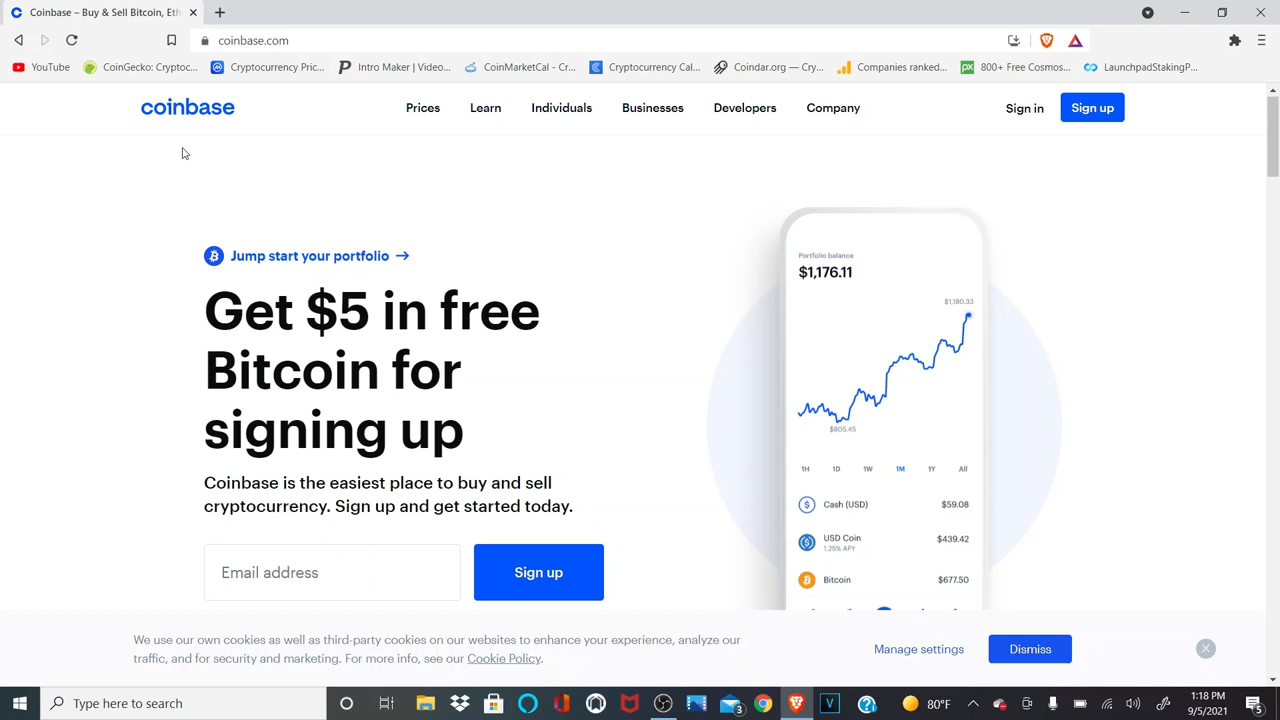 Coinbase – Buy & Sell Bitcoin, Eth
coinbase.com
YouTube
CoinGecko: Cryptoc...
Cryptocurrency Pric...
Intro Maker | Video...
CoinMarketCal - Cr...
Cryptocurrency Cal...
Coindar.org — Cry...
Companies ranked...
800+ Free Cosmos...
LaunchpadStakingP...
coinbase
Prices
Learn
Individuals
Businesses
Developers
Company
Sign in
Sign up
Jump start your portfolio →
Get $5 in free
Bitcoin for
signing up
Coinbase is the easiest place to buy and sell
cryptocurrency. Sign up and get started today.
Email address
Sign up
Portfolio balance
$1,176.11
$1,180.33
$805.45
1H
1D
1W
1M
1Y
All
Cash (USD)
$59.08
USD Coin
$439.42
1.25% APY
Bitcoin
$677.50
We use our own cookies as well as third-party cookies on our websites to enhance your experience, analyze our
traffic, and for security and marketing. For more info, see our Cookie Policy.
Manage settings
Dismiss
Type here to search
3
V
80°F
1:18 PM
9/5/2021
5